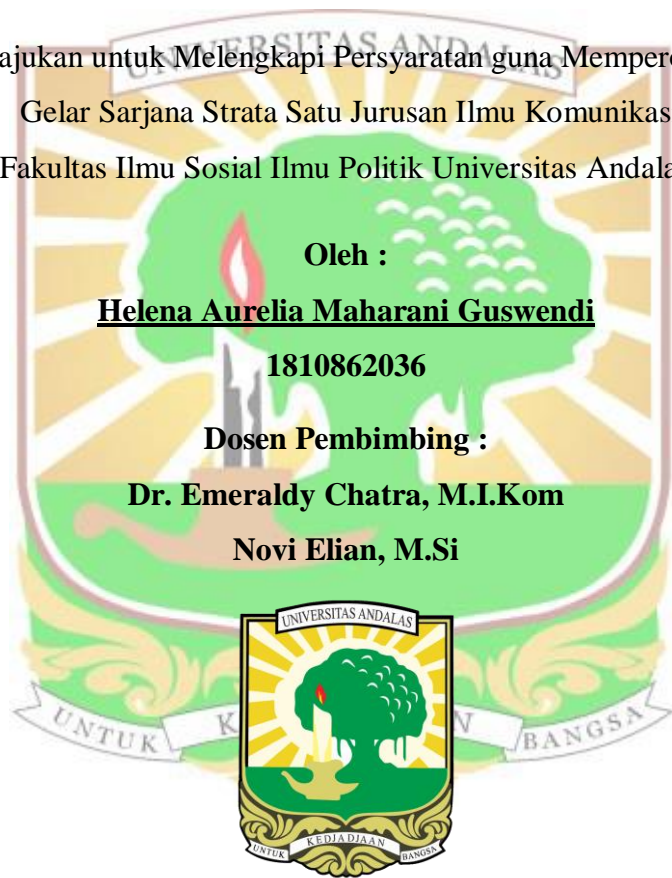 UNIVERSITAS ANDALAS
ajukan untuk Melengkapi Persyaratan guna Mempero
Gelar Sarjana Strata Satu Jurusan Ilmu Komunikas
Fakultas Ilmu Sosial Ilmu Politik Universitas Andala
Oleh :
Helena Aurelia Maharani Guswendi
1810862036
Dosen Pembimbing :
Dr. Emeraldy Chatra, M.I.Kom
Novi Elian, M.Si
UNIVERSITAS ANDALAS
UNTUK K N BANGSA
UNTUK KEDJADJAAN BANGSA